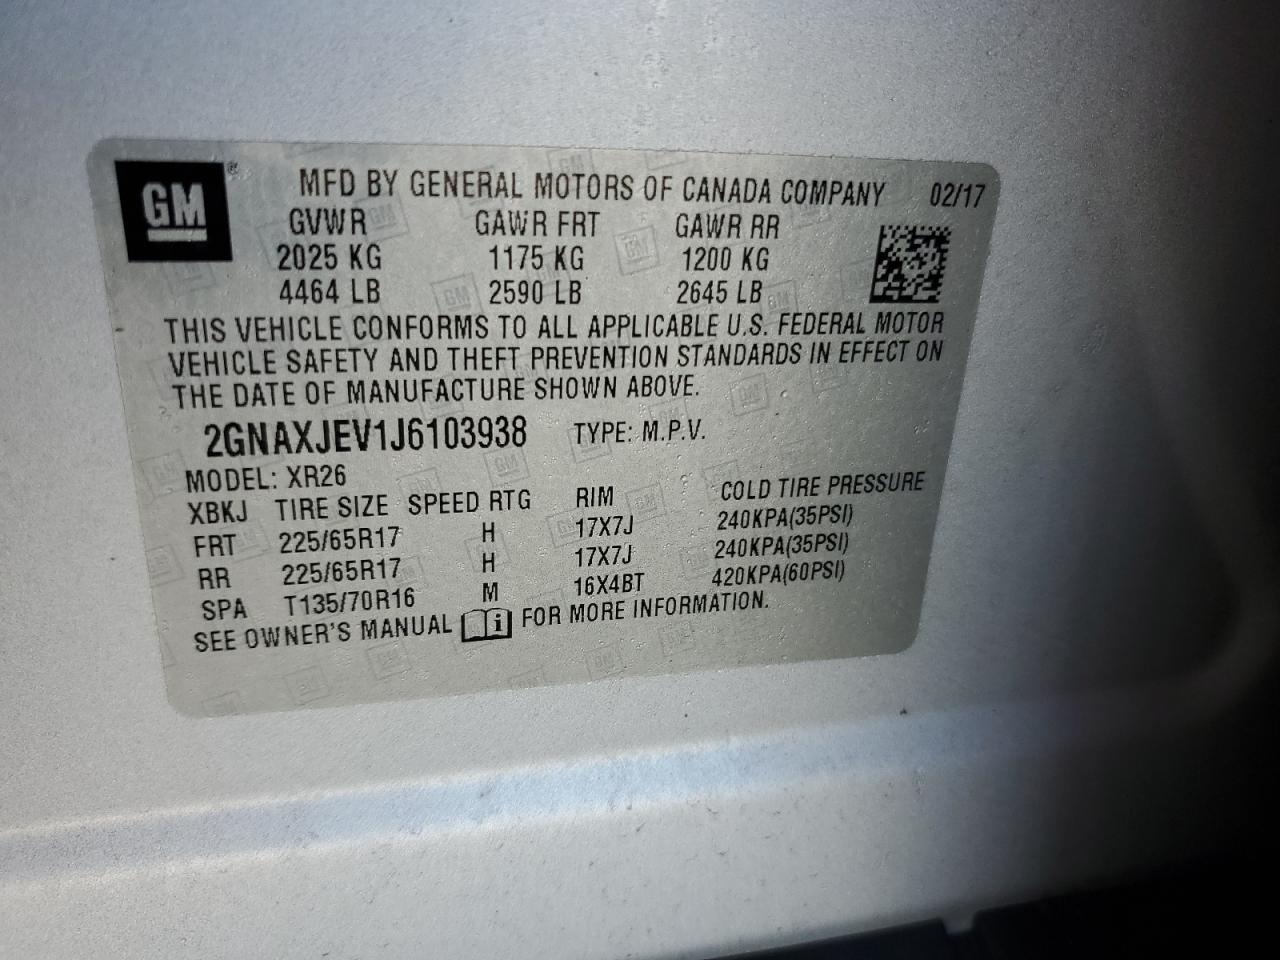 GM® MFD BY GENERAL MOTORS OF CANADA COMPANY 02/17
GVWR GAWR FRT GAWR RR
2025 KG 1175 KG 1200 KG
4464 LB 2590 LB 2645 LB
THIS VEHICLE CONFORMS TO ALL APPLICABLE U.S. FEDERAL MOTOR
VEHICLE SAFETY AND THEFT PREVENTION STANDARDS IN EFFECT ON
THE DATE OF MANUFACTURE SHOWN ABOVE.
2GNAXJEV1J6103938 TYPE: M.P.V.
MODEL: XR26
XBKJ TIRE SIZE SPEED RTG RIM COLD TIRE PRESSURE
FRT 225/65R17 H 17X7J 240KPA(35PSI)
RR 225/65R17 H 17X7J 240KPA(35PSI)
SPA T135/70R16 M 16X4BT 420KPA(60PSI)
SEE OWNER'S MANUAL i FOR MORE INFORMATION.